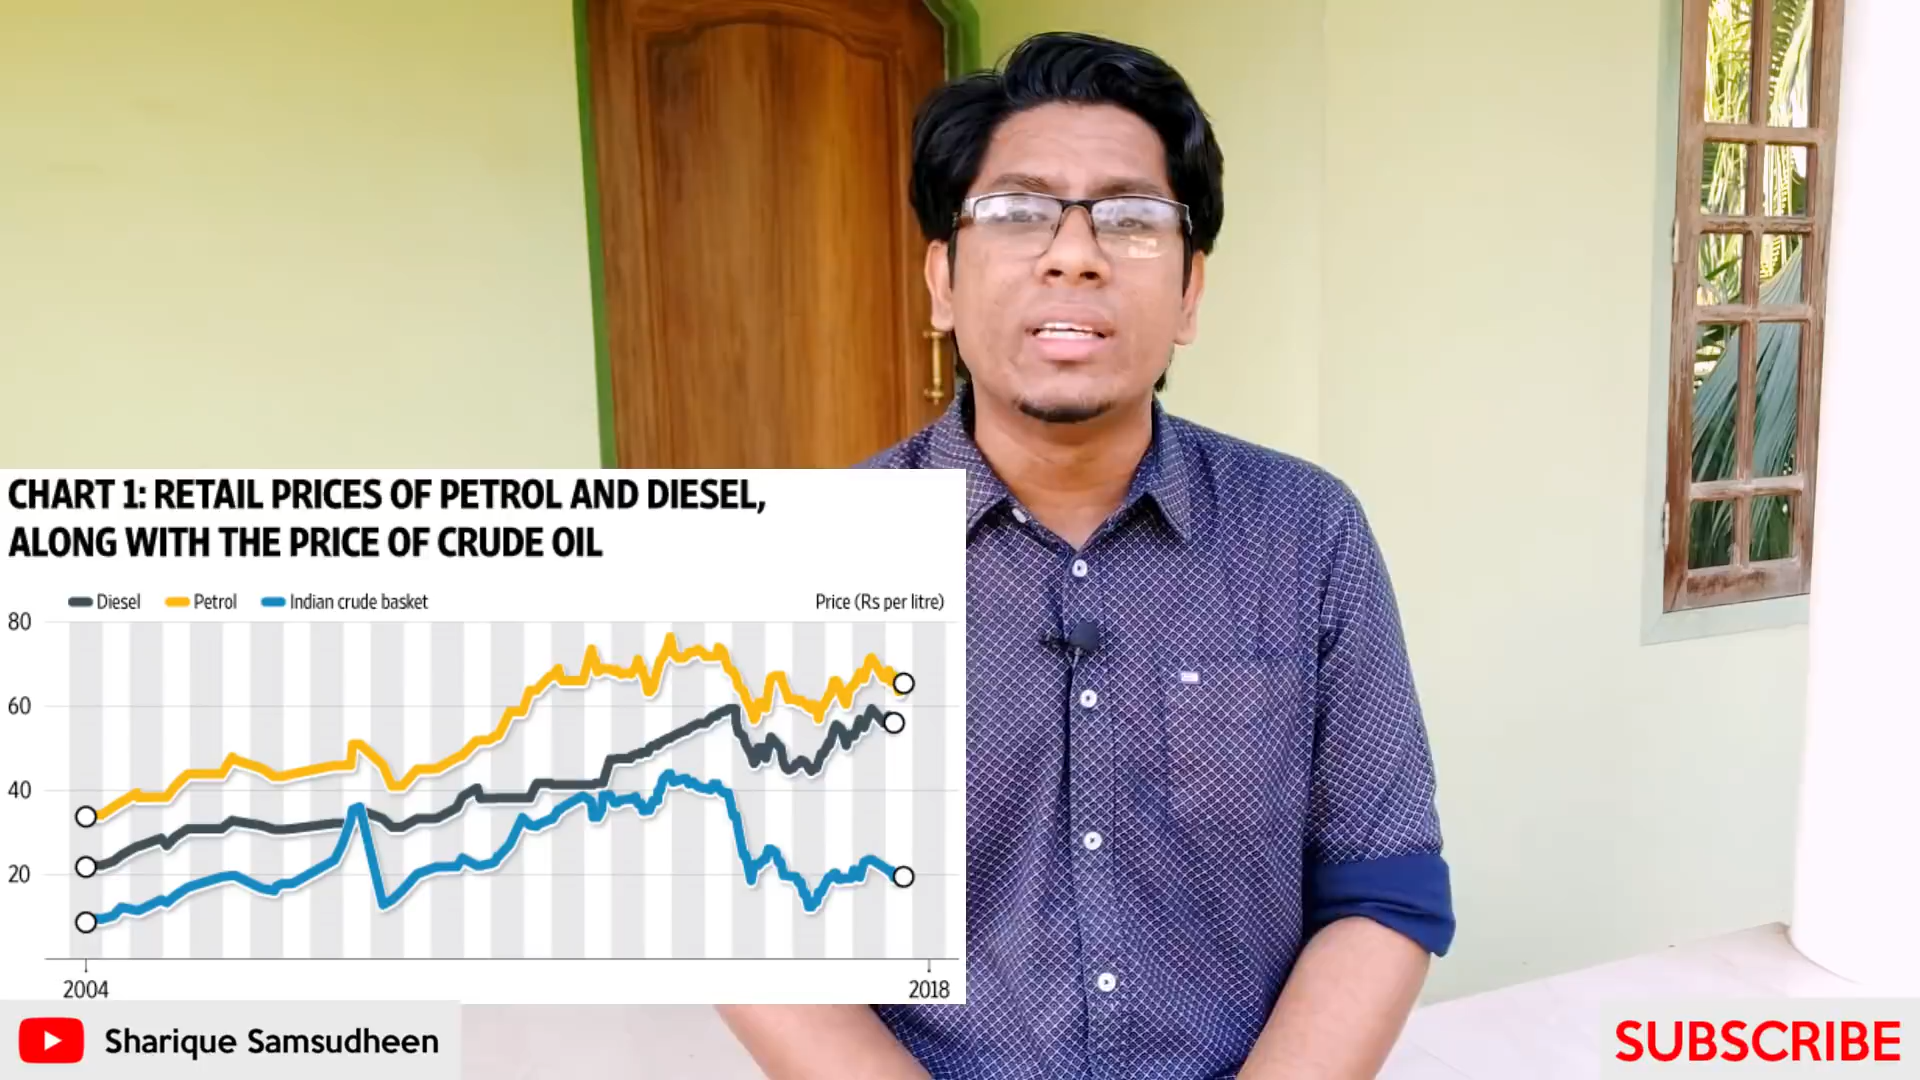 CHART 1: RETAIL PRICES OF PETROL AND DIESEL,
ALONG WITH THE PRICE OF CRUDE OIL
Diesel Petrol Indian crude basket Price (Rs per litre)
80
60
40
20
2004 2018
Sharique Samsudheen
SUBSCRIBE